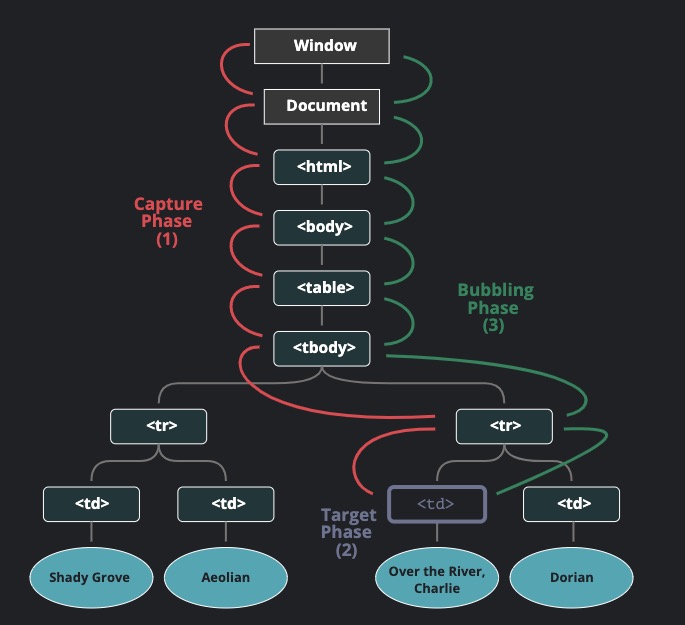 Window
Document
<html>
Capture
Phase
(1)
<body>
<table>
Bubbling
Phase
(3)
<tbody>
<tr>
<tr>
<td>
<td>
<td>
<td>
Target
Phase
(2)
Shady Grove
Aeolian
Over the River,
Charlie
Dorian